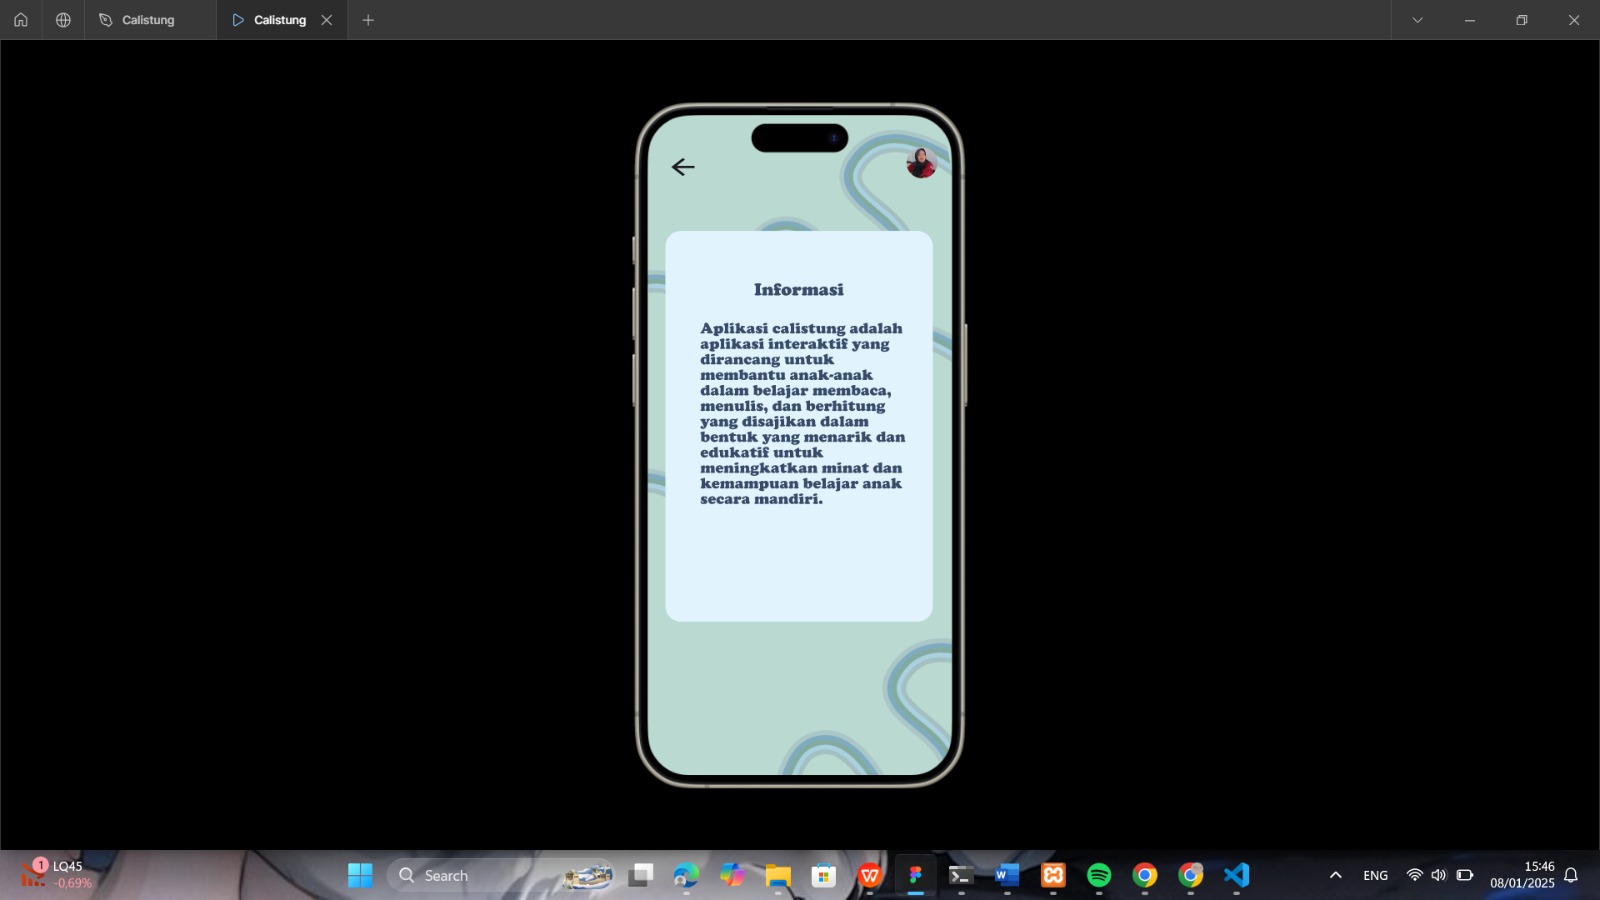 Calistung
Calistung
Informasi
Aplikasi calistung adalah
aplikasi interaktif yang
dirancang untuk
membantu anak-anak
dalam belajar membaca,
menulis, dan berhitung
yang disajikan dalam
bentuk yang menarik dan
edukatif untuk
meningkatkan minat dan
kemampuan belajar anak
secara mandiri.
1
LQ45
-0,69%
Search
W
W
ENG
15:46
08/01/2025